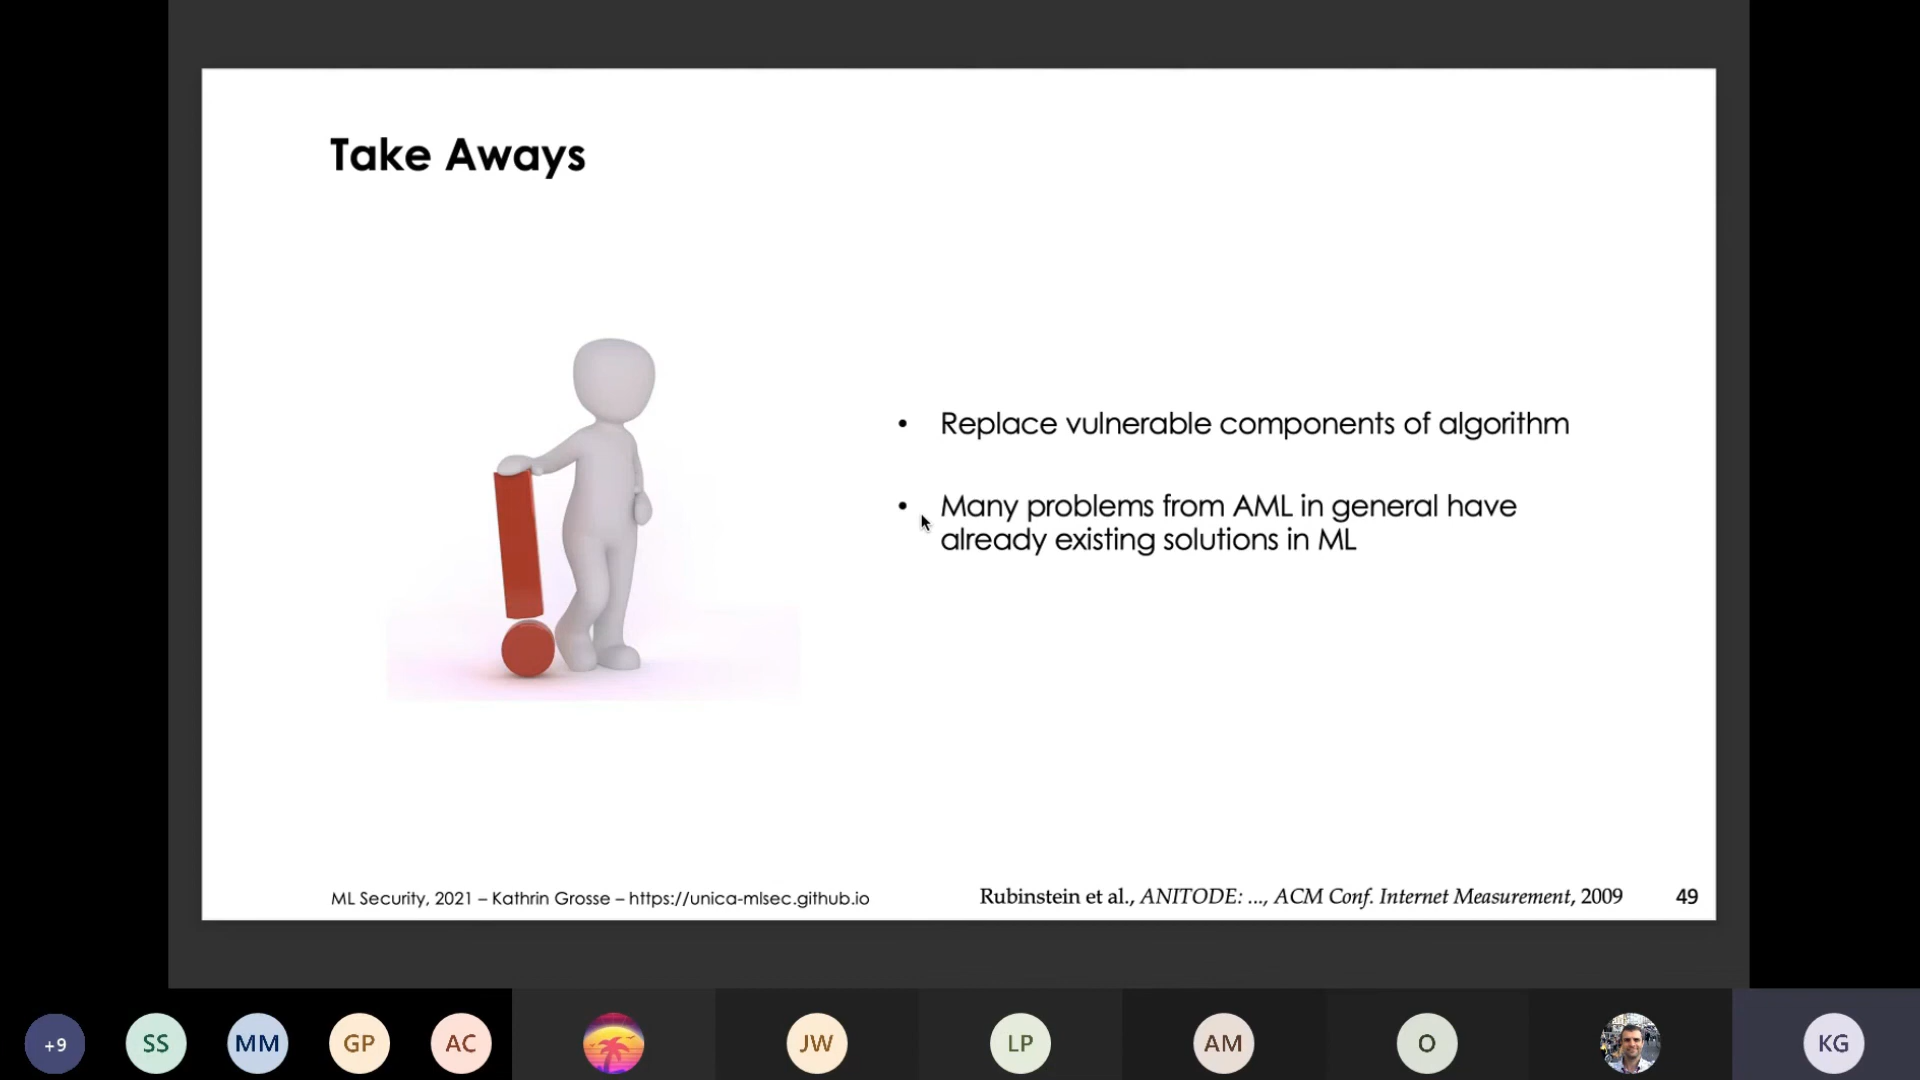 Take Aways
• Replace vulnerable components of algorithm
• Many problems from AML in general have
already existing solutions in ML
ML Security, 2021 – Kathrin Grosse – https://unica-mlsec.github.io
Rubinstein et al., ANITODE: ..., ACM Conf. Internet Measurement, 2009
49
+9
SS
MM
GP
AC
JW
LP
AM
O
KG